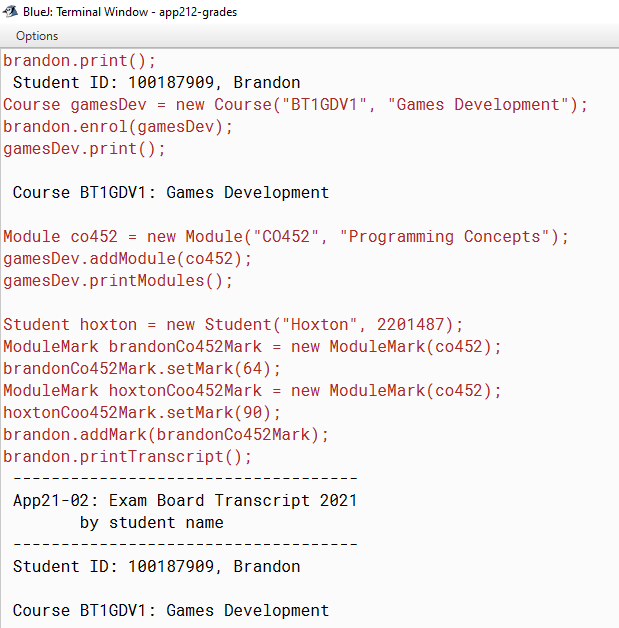 BlueJ: Terminal Window - app212-grades
Options
brandon.print();
Student ID: 100187909, Brandon
Course gamesDev = new Course("BT1GDV1", "Games Development");
brandon.enrol(gamesDev);
gamesDev.print();
Course BT1GDV1: Games Development
Module co452 = new Module("CO452", "Programming Concepts");
gamesDev.addModule(co452);
gamesDev.printModules();
Student hoxton = new Student("Hoxton", 2201487);
ModuleMark brandonCo452Mark = new ModuleMark(co452);
brandonCo452Mark.setMark(64);
ModuleMark hoxtonCoo452Mark = new ModuleMark(co452);
hoxtonCoo452Mark.setMark(90);
brandon.addMark(brandonCo452Mark);
brandon.printTranscript();
------------------------------------
App21-02: Exam Board Transcript 2021
by student name
------------------------------------
Student ID: 100187909, Brandon
Course BT1GDV1: Games Development